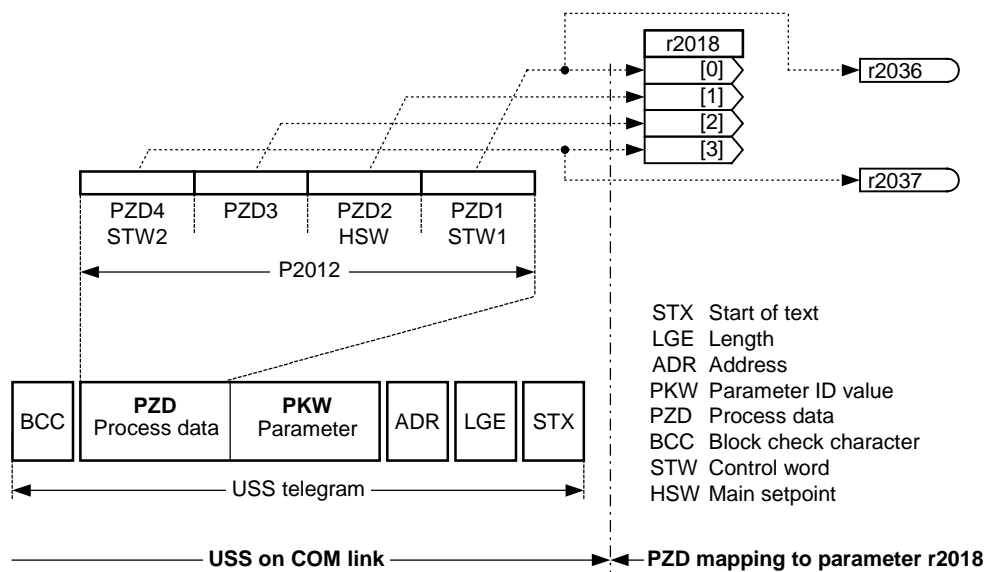 r2018
[0]
[1]
[2]
[3]
r2036
r2037
PZD4 PZD3 PZD2 PZD1
STW2 HSW STW1
P2012
STX Start of text
LGE Length
ADR Address
PKW Parameter ID value
PZD Process data
BCC Block check character
STW Control word
HSW Main setpoint
BCC
PZD
Process data
PKW
Parameter
ADR
LGE
STX
USS telegram
USS on COM link
PZD mapping to parameter r2018